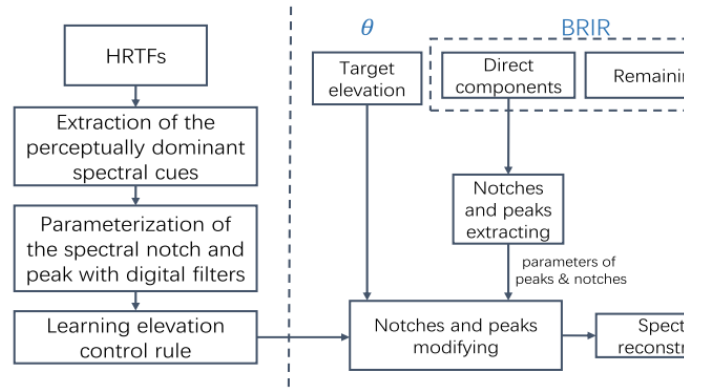 HRTFs
Extraction of the
perceptually dominant
spectral cues
Parameterization of
the spectral notch and
peak with digital filters
Learning elevation
control rule
θ
Target
elevation
BRIR
Direct
components
Notches
and peaks
extracting
parameters of
peaks & notches
Notches and peaks
modifying